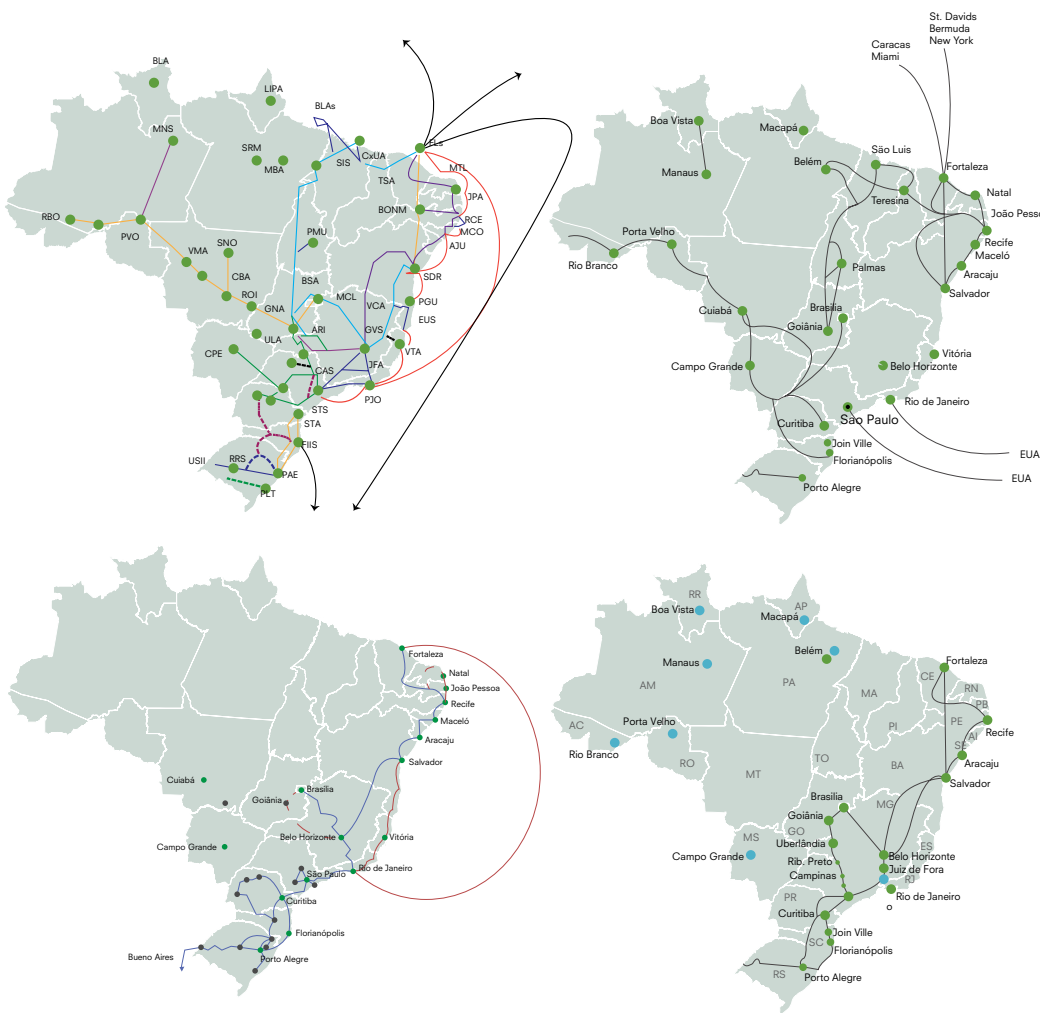 BLA
LIPA
MNS
BLAs
SRM
MBA
SIS
CxUA
FLs
TSA
MTL
JPA
BONM
RCE
MCO
AJU
RBO
PVO
VMA
SNO
PMU
CBA
ROI
BSA
MCL
SDR
GNA
VCA
PGU
EUS
ULA
ARI
GVS
VTA
CPE
CAS
JFA
PJO
STS
STA
FIIS
USII
RRS
PAE
PLT
St. Davids
Bermuda
New York
Caracas
Miami
Boa Vista
Macapá
Manaus
Belém
São Luis
Fortaleza
Teresina
Natal
João Pesso
Recife
Maceló
Aracaju
Salvador
Porto Velho
Rio Branco
Palmas
Cuiabá
Brasilia
Goiânia
Vitória
Campo Grande
Belo Horizonte
Rio de Janeiro
Sao Paulo
Curitiba
Join Ville
Florianópolis
EUA
EUA
Porto Alegre
Fortaleza
Natal
João Pessoa
Recife
Maceló
Aracaju
Salvador
Cuiabá
Goiânia
Brasilia
Campo Grande
Belo Horizonte
Vitória
São Paulo
Rio de Janeiro
Curitiba
Florianópolis
Bueno Aires
Porto Alegre
RR
Boa Vista
AP
Macapá
Manaus
Belém
AM
PA
Fortaleza
CE
RN
MA
PB
AC
Porta Velho
PI
PE
Recife
Rio Branco
Al
SE
RO
TO
BA
Aracaju
MT
Salvador
Brasilia
MG
Goiânia
GO
MS
Uberlândia
ES
Campo Grande
Rib. Preto
Belo Horizonte
Campinas
Juiz de Fora
RJ
PR
Rio de Janeiro
Curitiba
Join Ville
SC
Florianópolis
RS
Porto Alegre